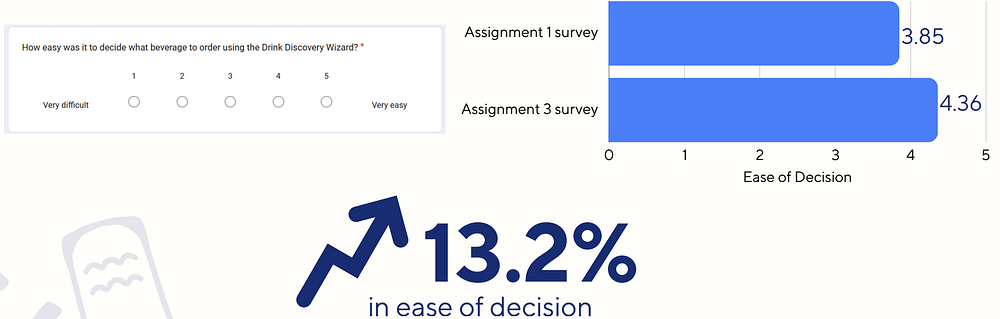 How easy was it to decide what beverage to order using the Drink Discovery Wizard? *
1 2 3 4 5
Very difficult Very easy
Assignment 1 survey 3.85
Assignment 3 survey 4.36
0 1 2 3 4 5
Ease of Decision
13.2%
in ease of decision